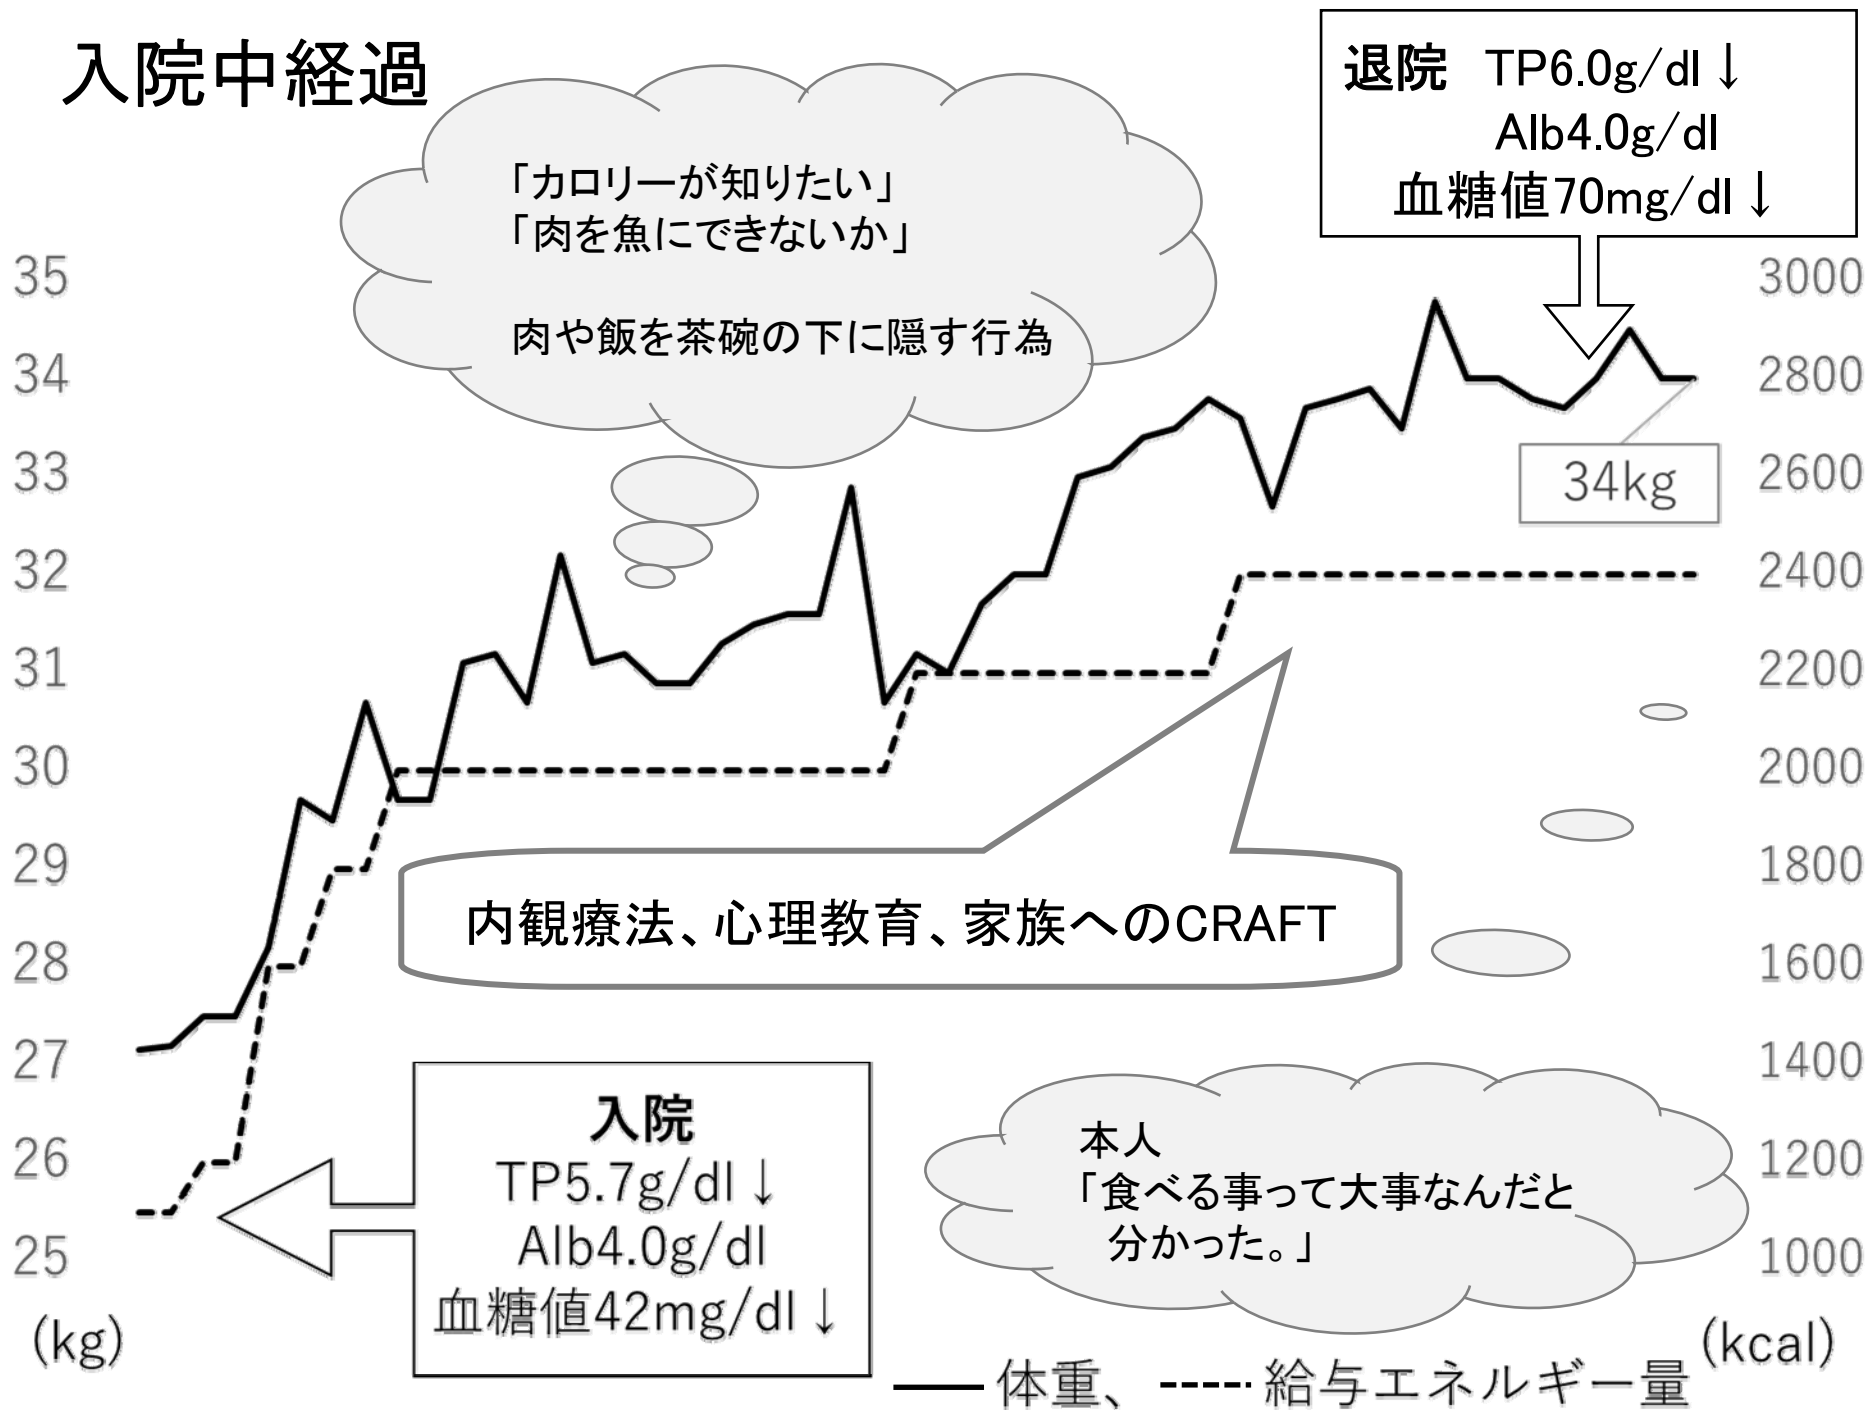 入院中経過
退院 TP6.0g/dl↓
Alb4.0g/dl
血糖値70mg/dl↓
「カロリーが知りたい」
「肉を魚にできないか」
肉や飯を茶碗の下に隠す行為
35
34
33
32
31
30
29
28
27
26
25
(kg)
3000
2800
2600
2400
2200
2000
1800
1600
1400
1200
1000
(kcal)
34kg
内観療法、心理教育、家族へのCRAFT
入院
TP5.7g/dl↓
Alb4.0g/dl
血糖値42mg/dl↓
本人
「食べる事って大事なんだと
分かった。」
体重、 給与エネルギー量